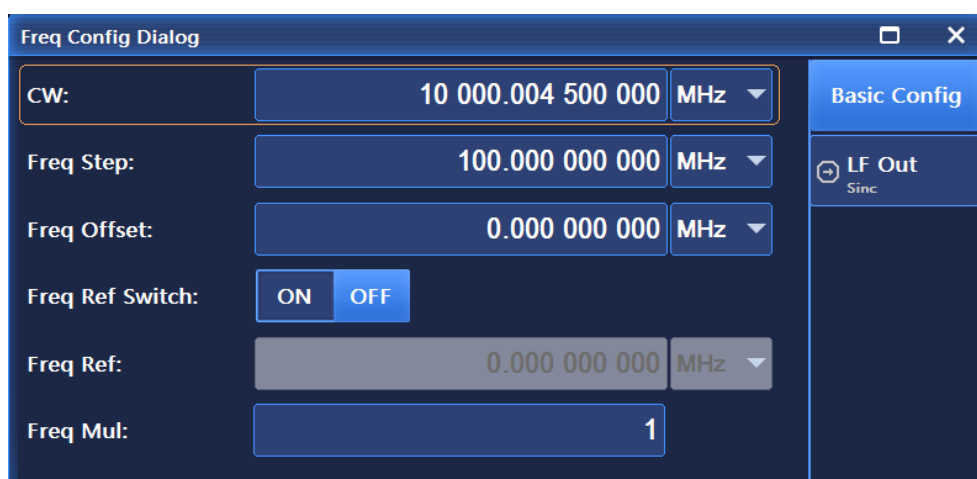 Freq Config Dialog
CW: 10 000.004 500 000 MHz
Freq Step: 100.000 000 000 MHz
Freq Offset: 0.000 000 000 MHz
Freq Ref Switch: ON OFF
Freq Ref: 0.000 000 000 MHz
Freq Mul: 1
Basic Config
LF Out
Sinc